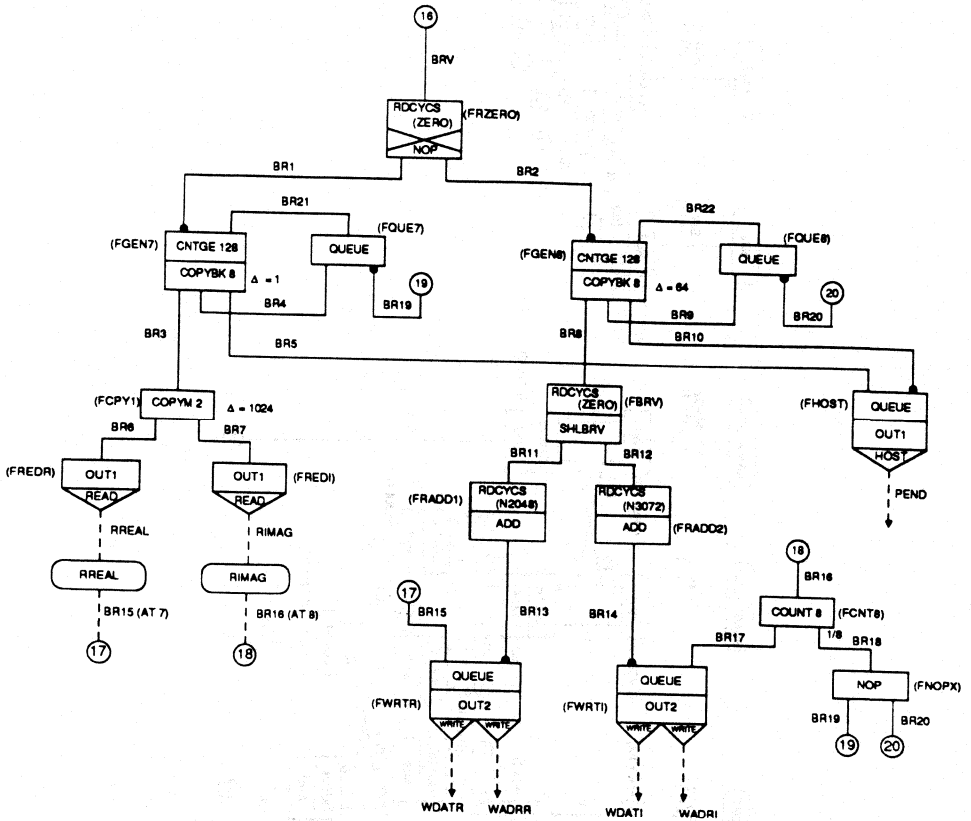 16
BRV
RDCYCS
(ZERO)
(FRZERO)
NOP
BR1
BR2
BR21
BR22
(FGEN7)
CNTGE 128
COPYBK 8
Δ = 1
(FQUE7)
QUEUE
BR4
BR19
19
(FGEN8)
CNTGE 128
COPYBK 8
Δ = 64
(FQUE8)
QUEUE
BR9
BR20
20
BR3
BR5
BR8
BR10
(FCPY1)
COPYM 2
Δ = 1024
RDCYCS
(ZERO)
(FBRV)
SHLBRV
(FHOST)
QUEUE
OUT1
HOST
PEND
BR6
BR7
BR11
BR12
(FREDR)
OUT1
READ
OUT1
READ
(FREDI)
(FRADD1)
RDCYCS
(N2048)
ADD
RDCYCS
(N3072)
ADD
(FRADD2)
RREAL
RIMAG
RREAL
RIMAG
BR15 (AT 7)
BR16 (AT 8)
17
18
17
BR15
BR13
BR14
18
BR16
COUNT 8
(FCNT8)
BR17
1/8
BR18
QUEUE
(FWRTR)
OUT2
WRITE
WRITE
QUEUE
(FWRTI)
OUT2
WRITE
WRITE
NOP
(FNOPX)
BR19
BR20
19
20
WDATR
WADRR
WDATI
WADRI